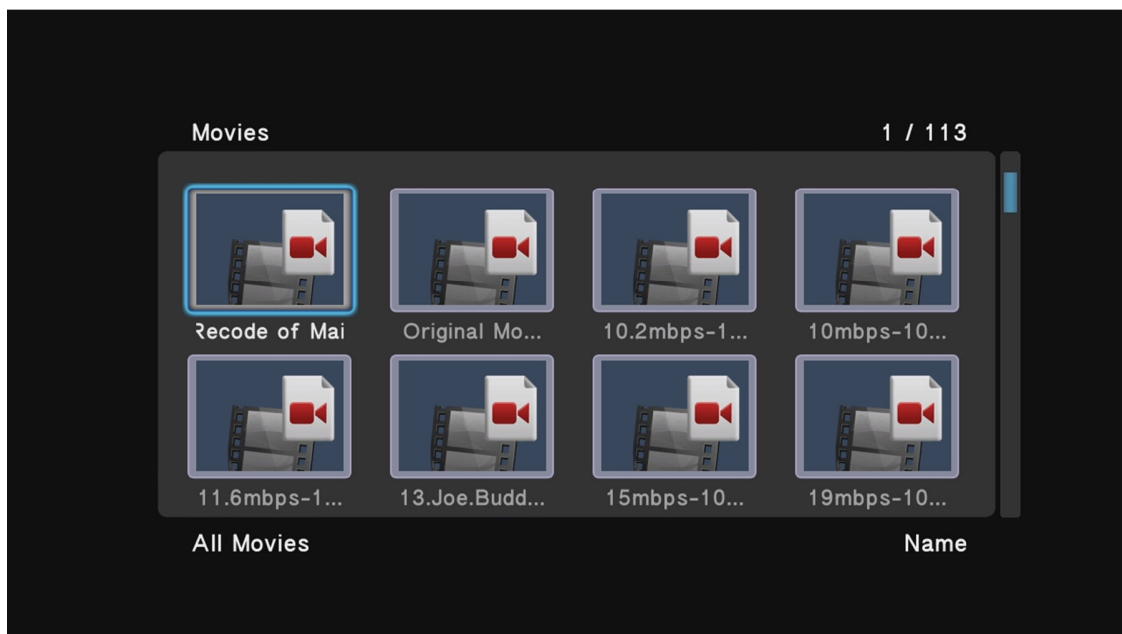 Movies 1 / 113
Recode of Mai Original Mo... 10.2mbps-1... 10mbps-10...
11.6mbps-1... 13.Joe.Budd... 15mbps-10... 19mbps-10...
All Movies Name